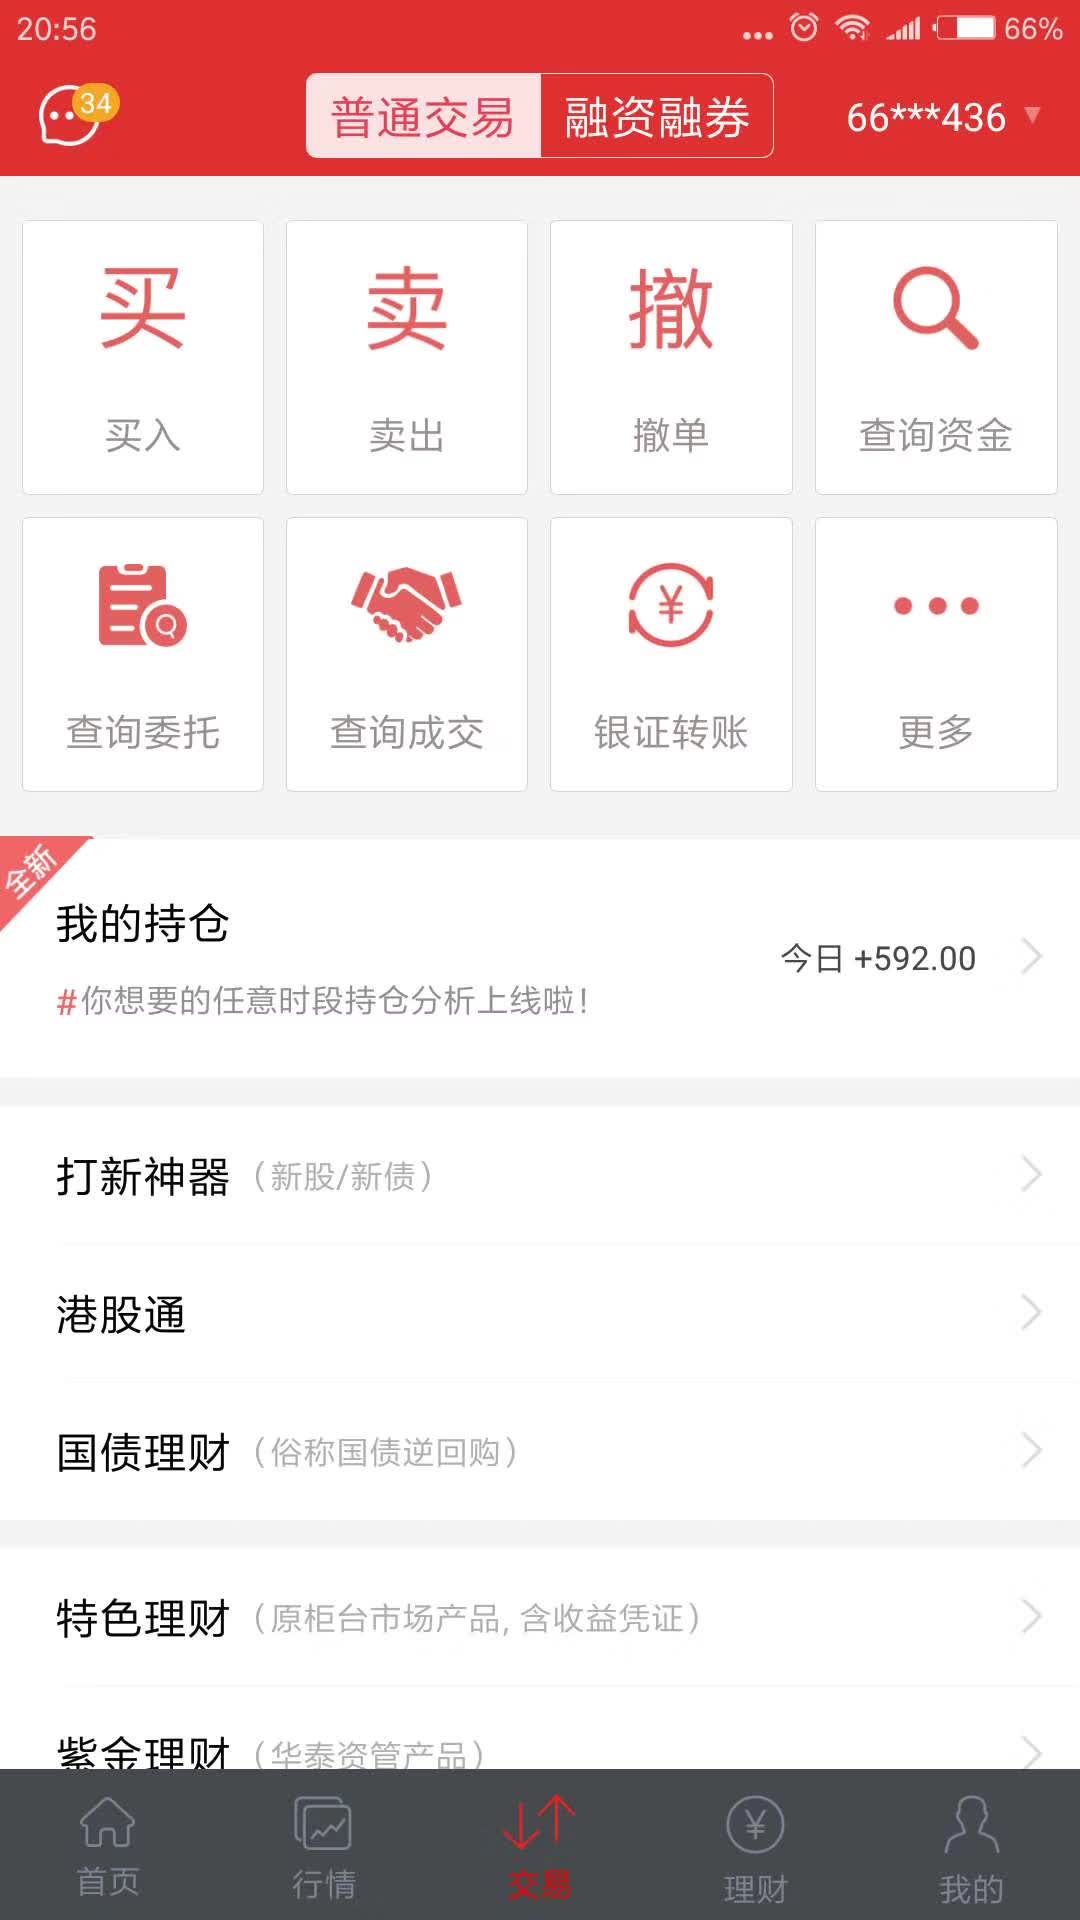 20:56
66%
34
普通交易
融资融券
66***436
买
卖
撤
买入
卖出
撤单
查询资金
¥
查询委托
查询成交
银证转账
更多
全新
我的持仓
今日 +592.00
#你想要的任意时段持仓分析上线啦!
打新神器（新股/新债）
港股通
国债理财（俗称国债逆回购）
特色理财（原柜台市场产品, 含收益凭证）
紫金理财（华泰资管产品）
¥
首页
行情
交易
理财
我的